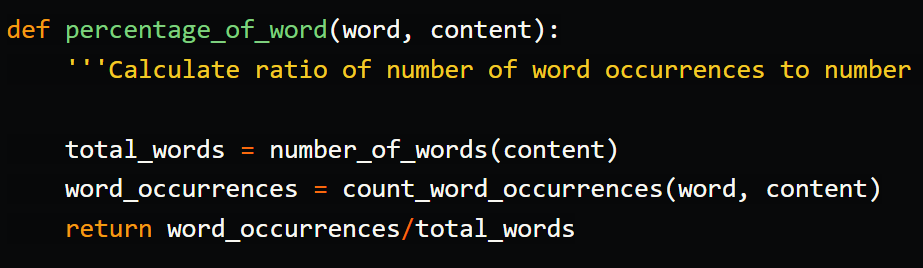 def percentage_of_word(word, content):
    '''Calculate ratio of number of word occurrences to number
    total_words = number_of_words(content)
    word_occurrences = count_word_occurrences(word, content)
    return word_occurrences/total_words